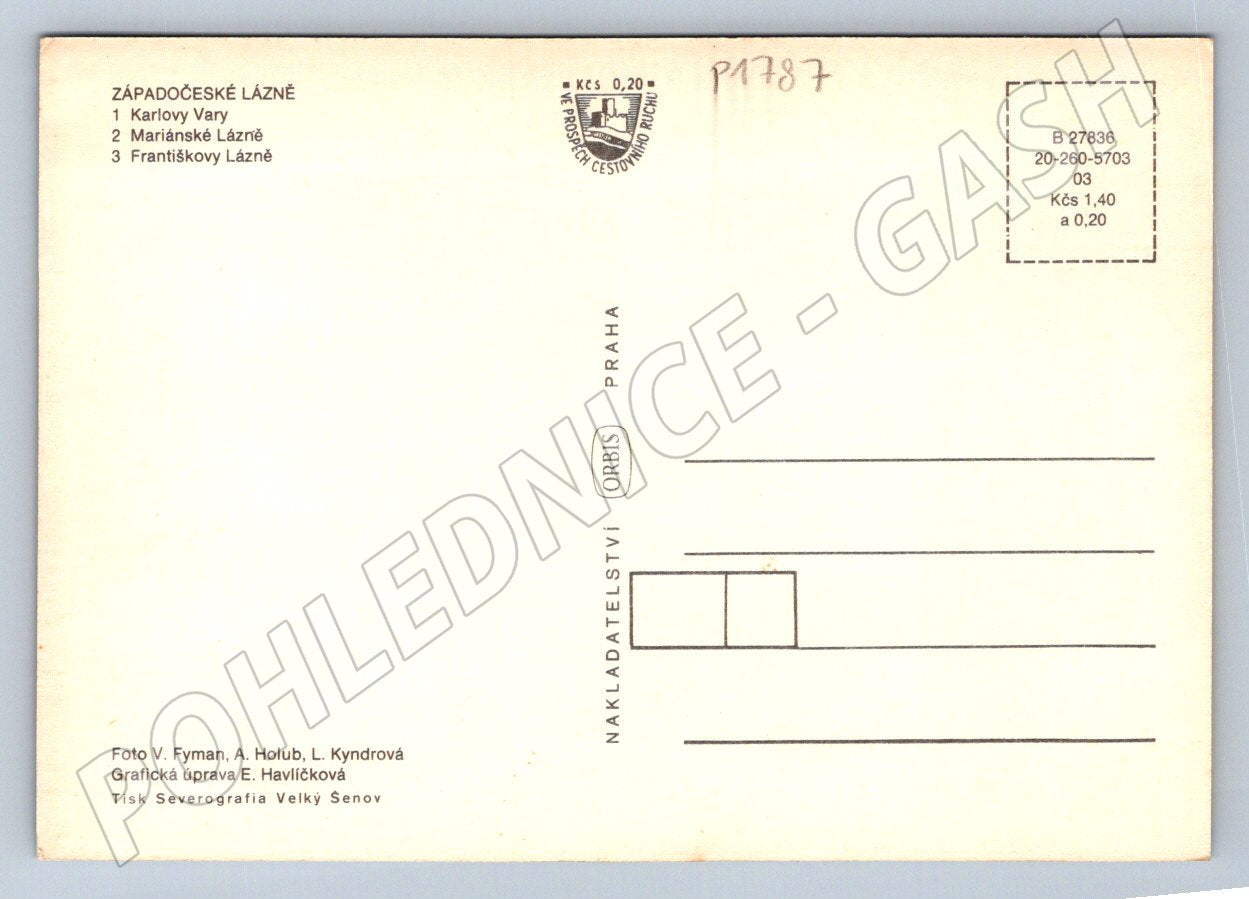 ZÁPADOČESKÉ LÁZNĚ
1 Karlovy Vary
2 Mariánské Lázně
3 Františkovy Lázně
Kčs 0,20
VE PROSPĚCH CESTOVNÍHO RUCHU
P1787
B 27836
20-260-5703
03
Kčs 1,40
a 0,20
NAKLADATELSTVÍ ORBIS PRAHA
Foto V. Fyman, A. Holub, L. Kyndrová
Grafická úprava E. Havlíčková
Tisk Severografia Velký Šenov
POHLEDNICE - GASH